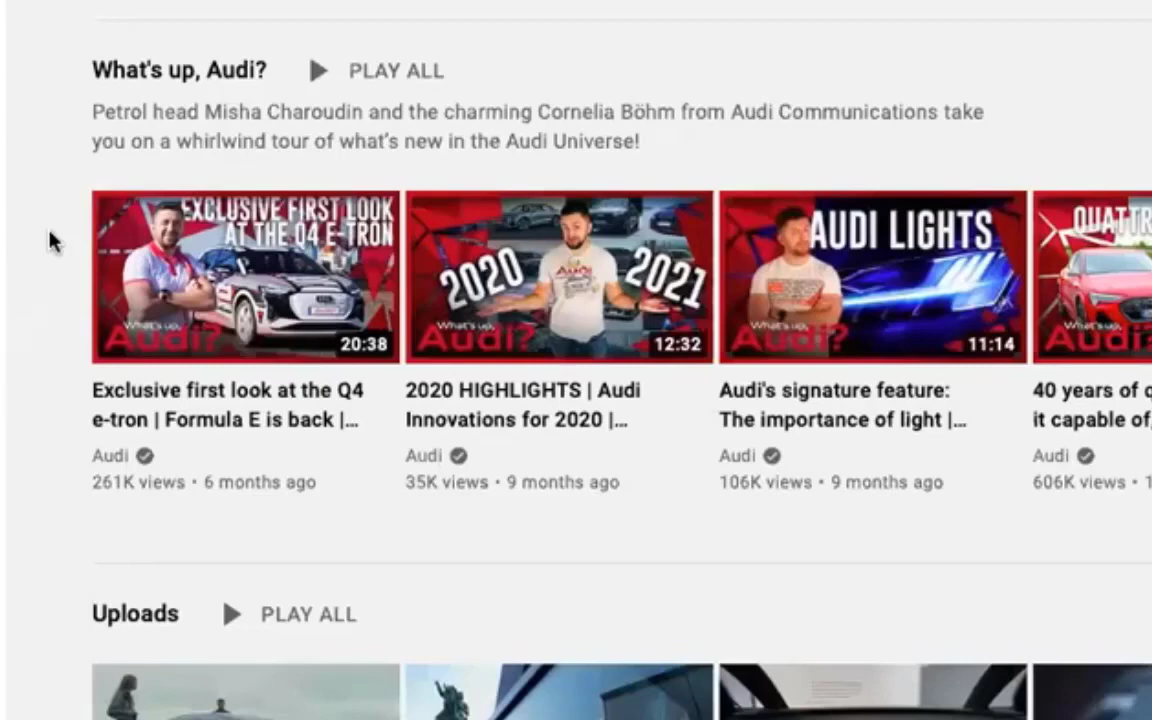 What's up, Audi?
PLAY ALL
Petrol head Misha Charoudin and the charming Cornelia Böhm from Audi Communications take
you on a whirlwind tour of what's new in the Audi Universe!
EXCLUSIVE FIRST LOOK
AT THE Q4 E-TRON
What's up,
Audi?
20:38
2020
2021
What's up,
Audi?
12:32
AUDI LIGHTS
What's up,
Audi?
11:14
QUATTR
What's up,
Audi?
Exclusive first look at the Q4
e-tron | Formula E is back |...
Audi
261K views • 6 months ago
2020 HIGHLIGHTS | Audi
Innovations for 2020 |...
Audi
35K views • 9 months ago
Audi's signature feature:
The importance of light |...
Audi
106K views • 9 months ago
40 years of
it capable of
Audi
606K views • 1
Uploads
PLAY ALL